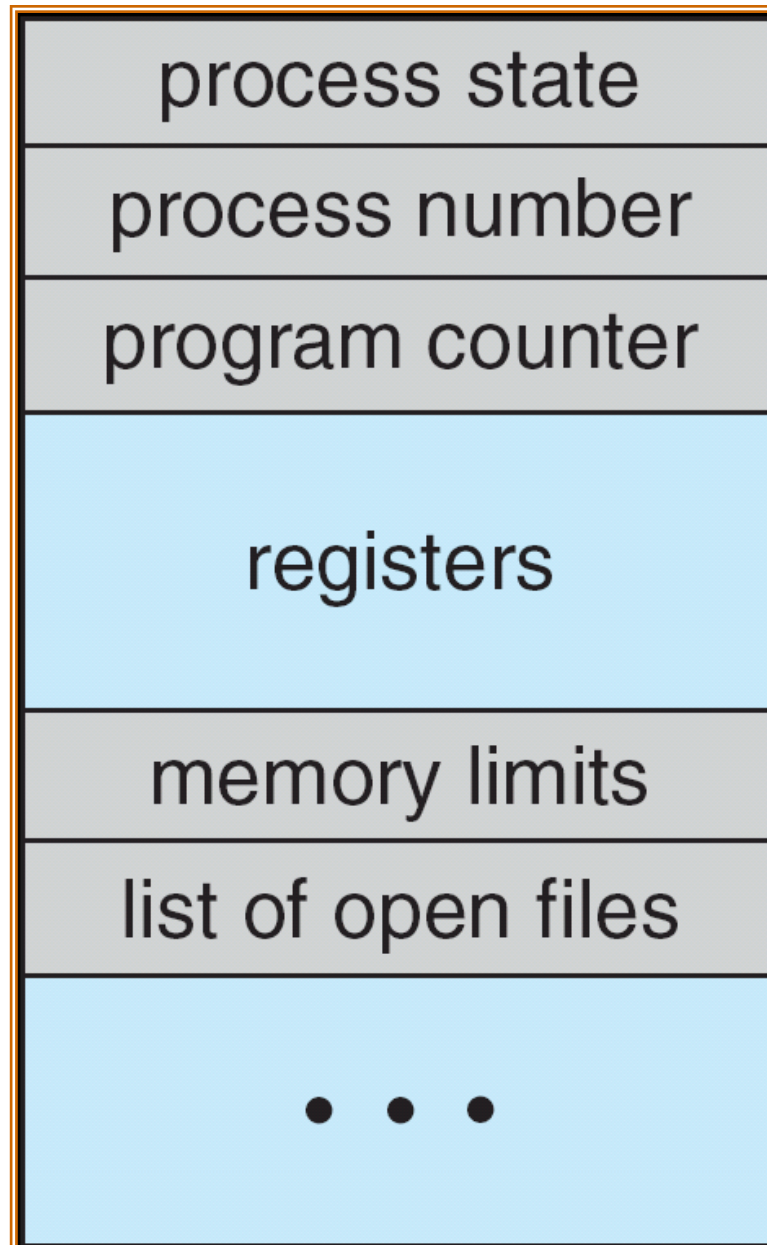 process state
process number
program counter
registers
memory limits
list of open files
• • •